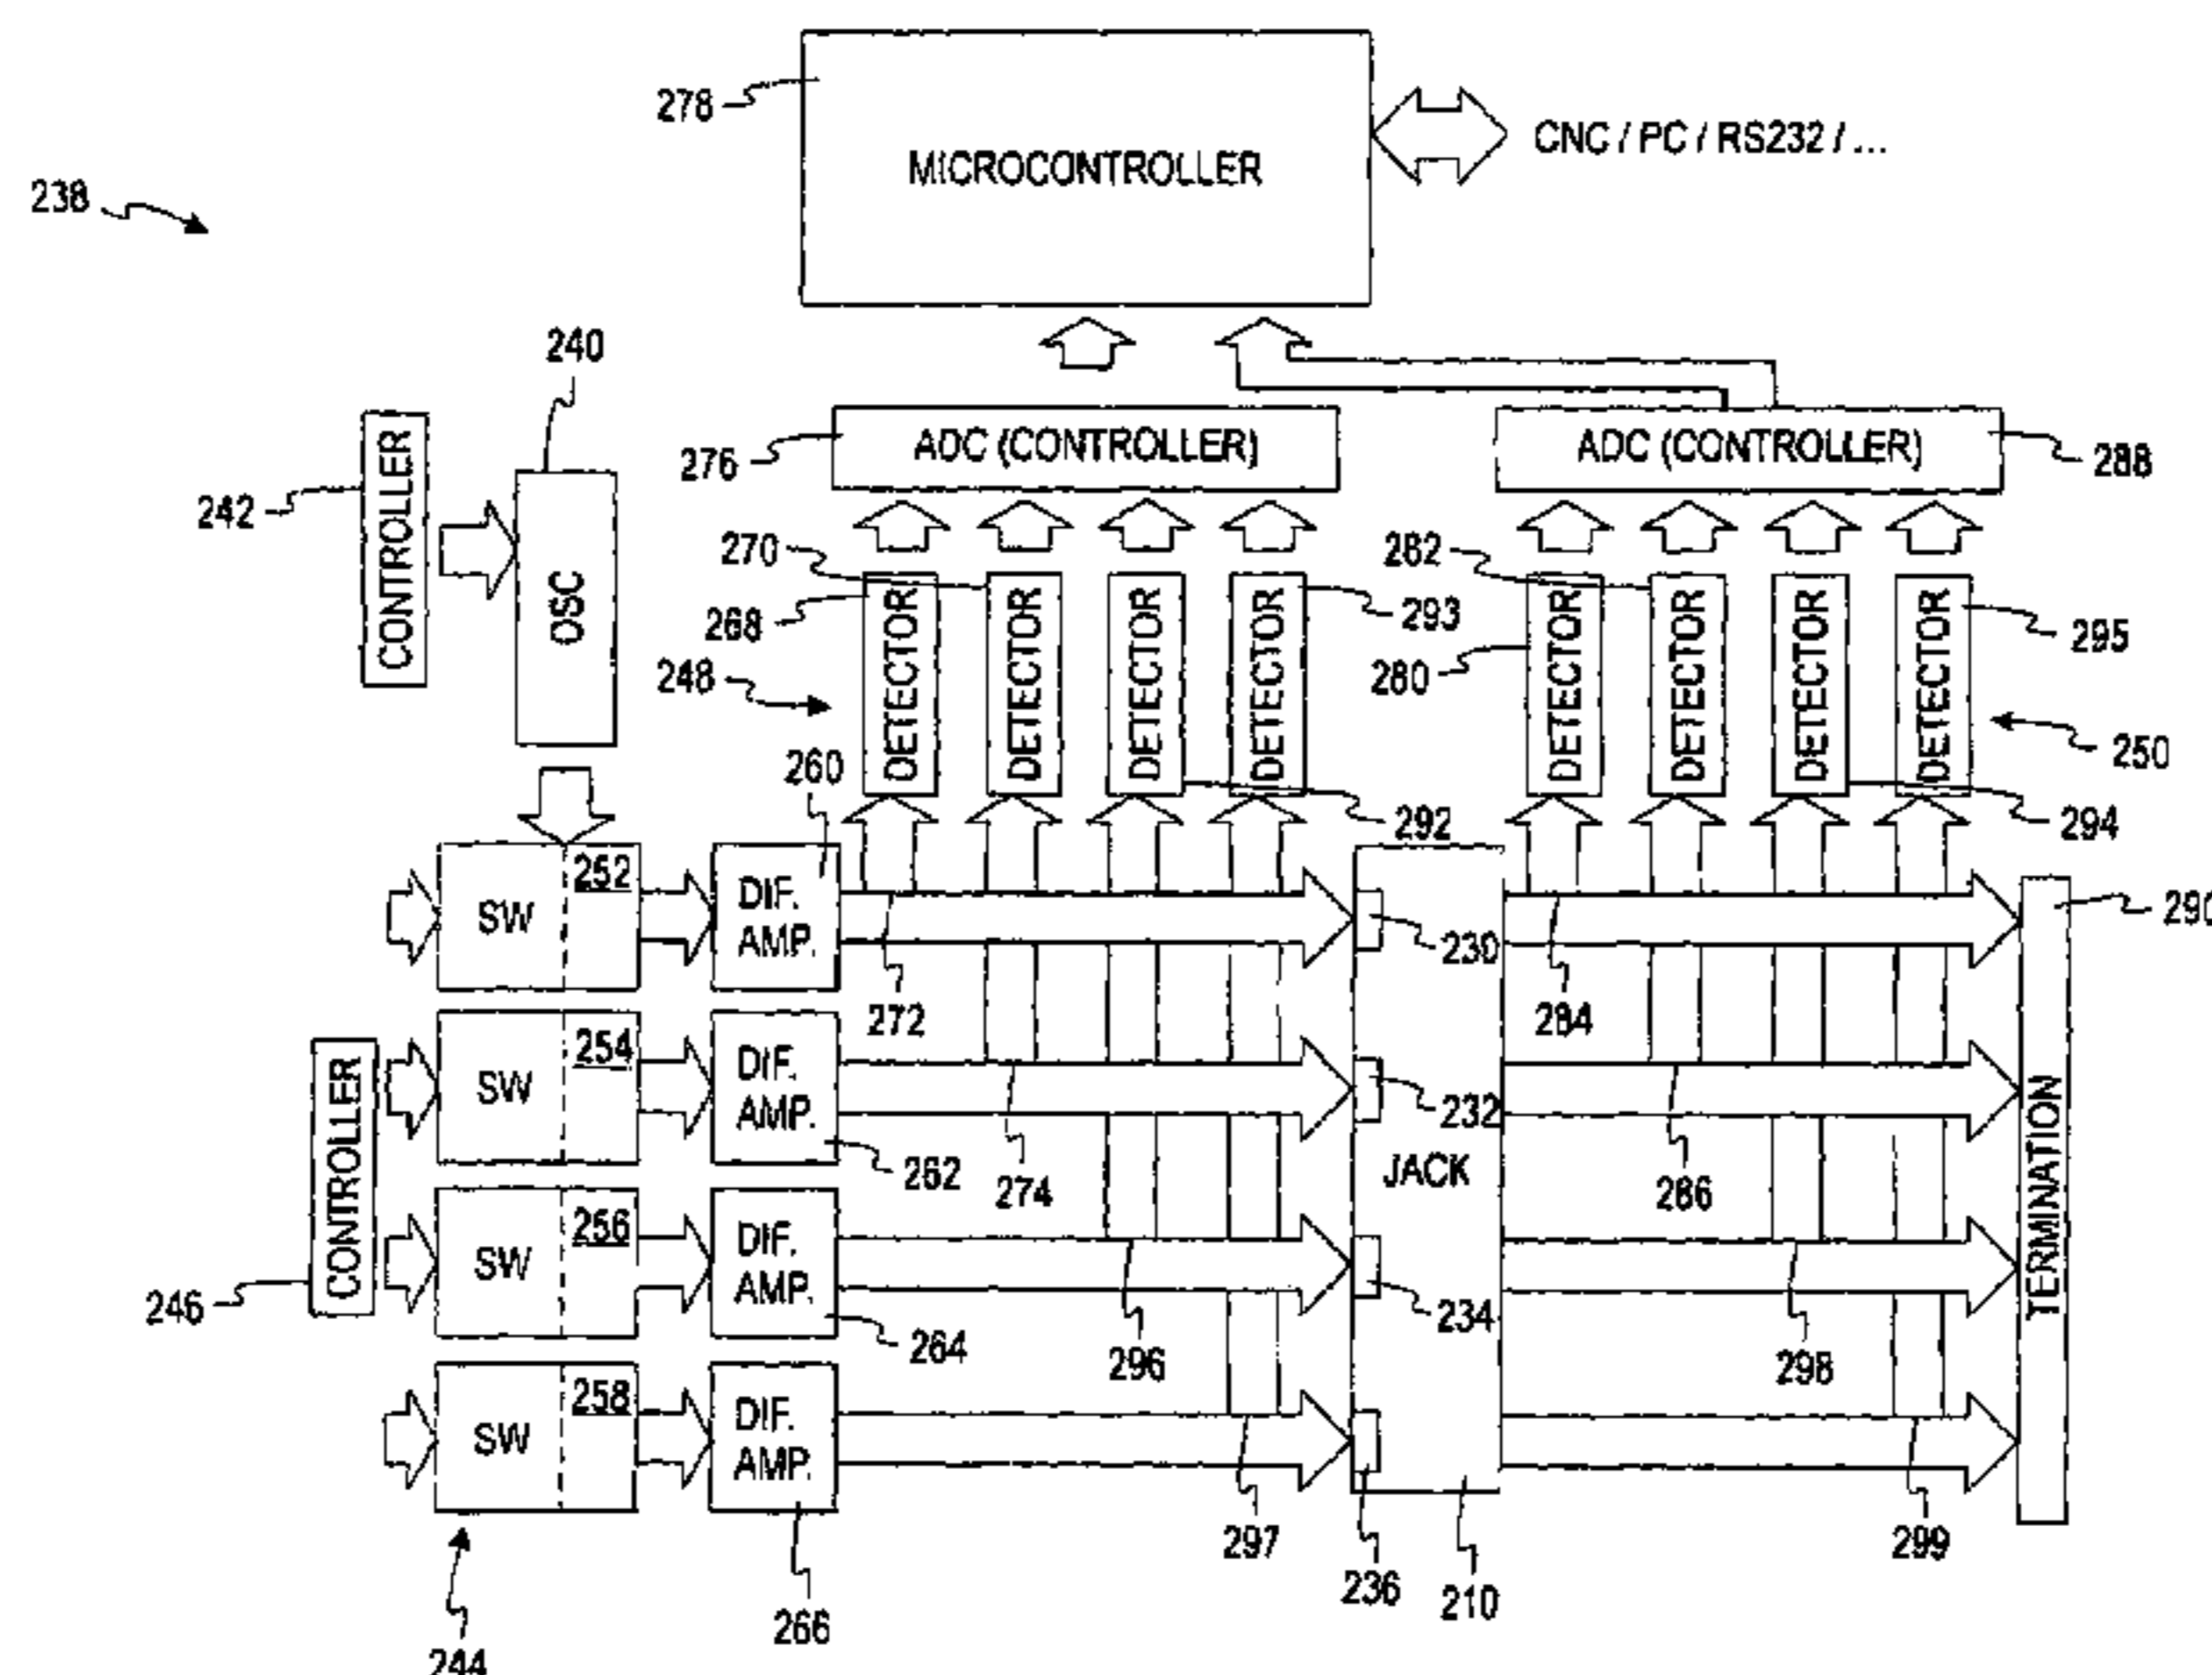 278
MICROCONTROLLER
CNC / PC / RS232 / ...
238
240
242
CONTROLLER
OSC
276
ADC (CONTROLLER)
ADC (CONTROLLER)
288
270
268
248
260
DETECTOR
DETECTOR
DETECTOR
DETECTOR
293
292
282
280
DETECTOR
DETECTOR
DETECTOR
DETECTOR
295
250
294
290
SW
252
DIF.
AMP.
272
230
284
246
CONTROLLER
SW
254
DIF.
AMP.
262
274
232
JACK
286
TERMINATION
SW
256
DIF.
AMP.
264
296
234
298
SW
258
DIF.
AMP.
266
297
236
210
299
244